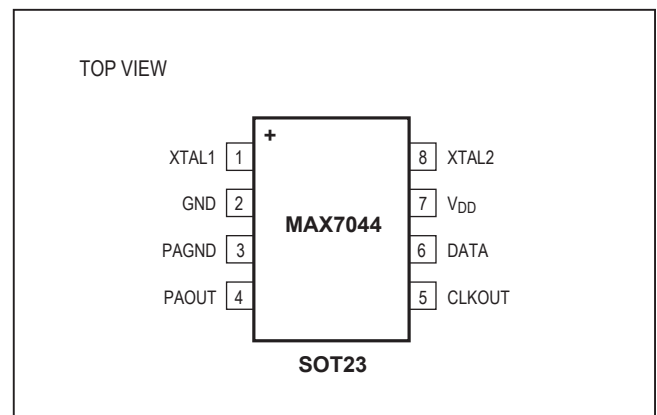 TOP VIEW
+
XTAL1 1 8 XTAL2
GND 2 7 VDD
MAX7044
PAGND 3 6 DATA
PAOUT 4 5 CLKOUT
SOT23